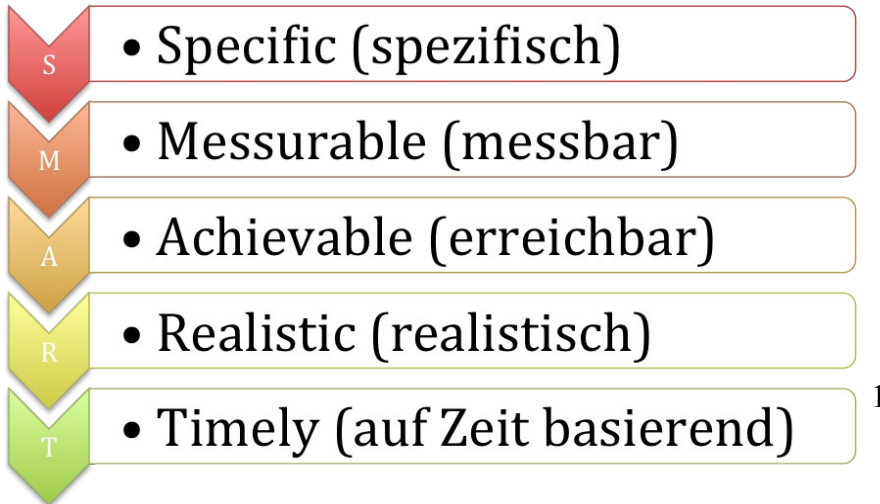 S • Specific (spezifisch)
M • Messurable (messbar)
A • Achievable (erreichbar)
R • Realistic (realistisch)
T • Timely (auf Zeit basierend)
1